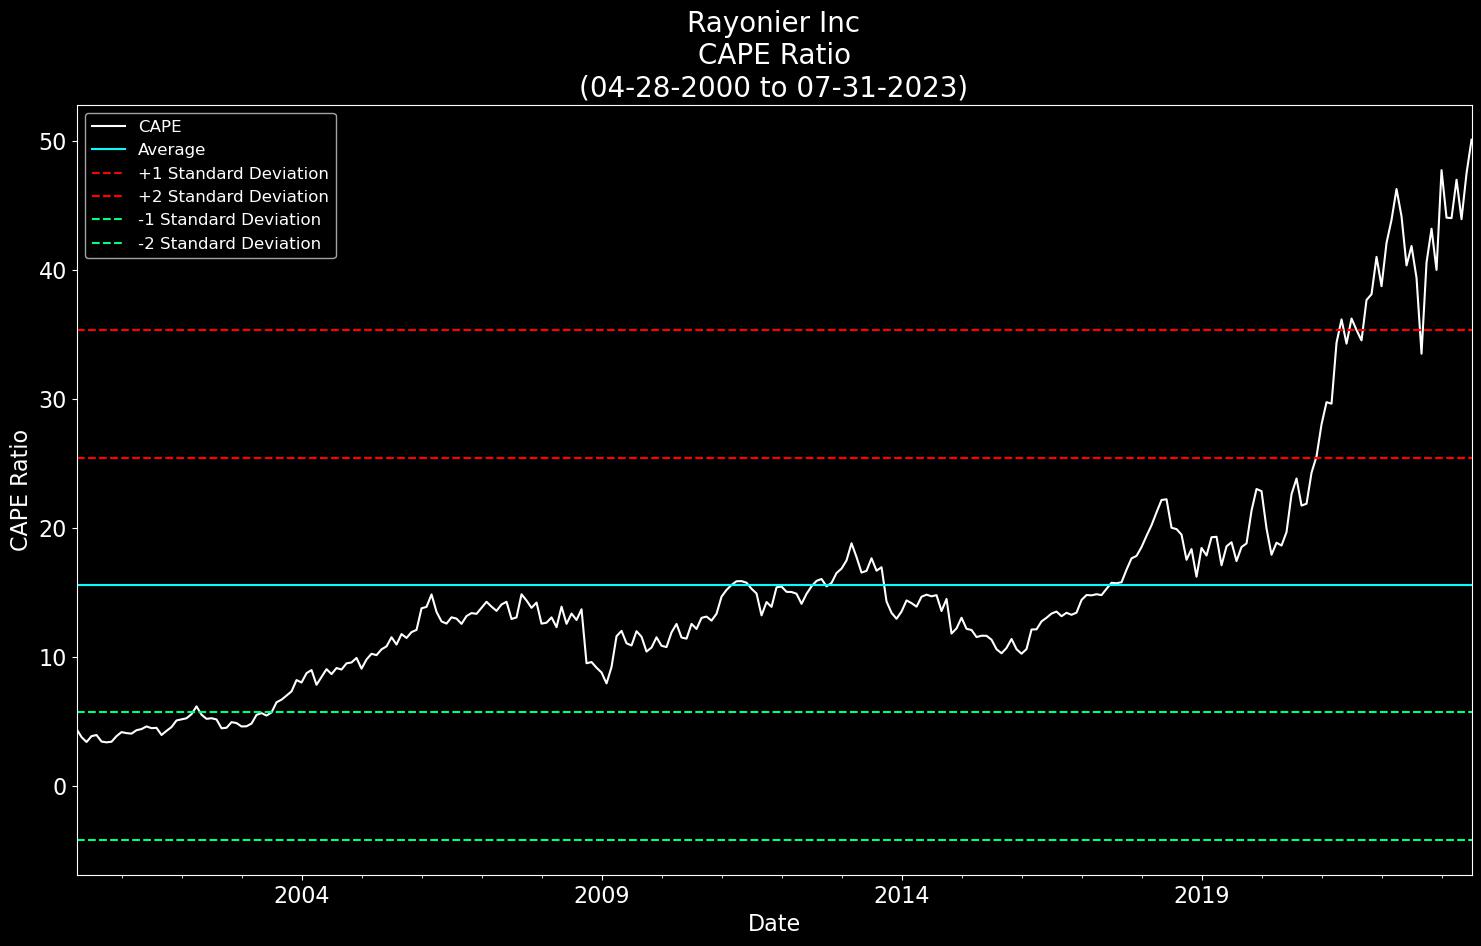 Rayonier Inc
CAPE Ratio
(04-28-2000 to 07-31-2023)
CAPE
Average
+1 Standard Deviation
+2 Standard Deviation
-1 Standard Deviation
-2 Standard Deviation
50
40
30
20
10
0
CAPE Ratio
2004 2009 2014 2019
Date